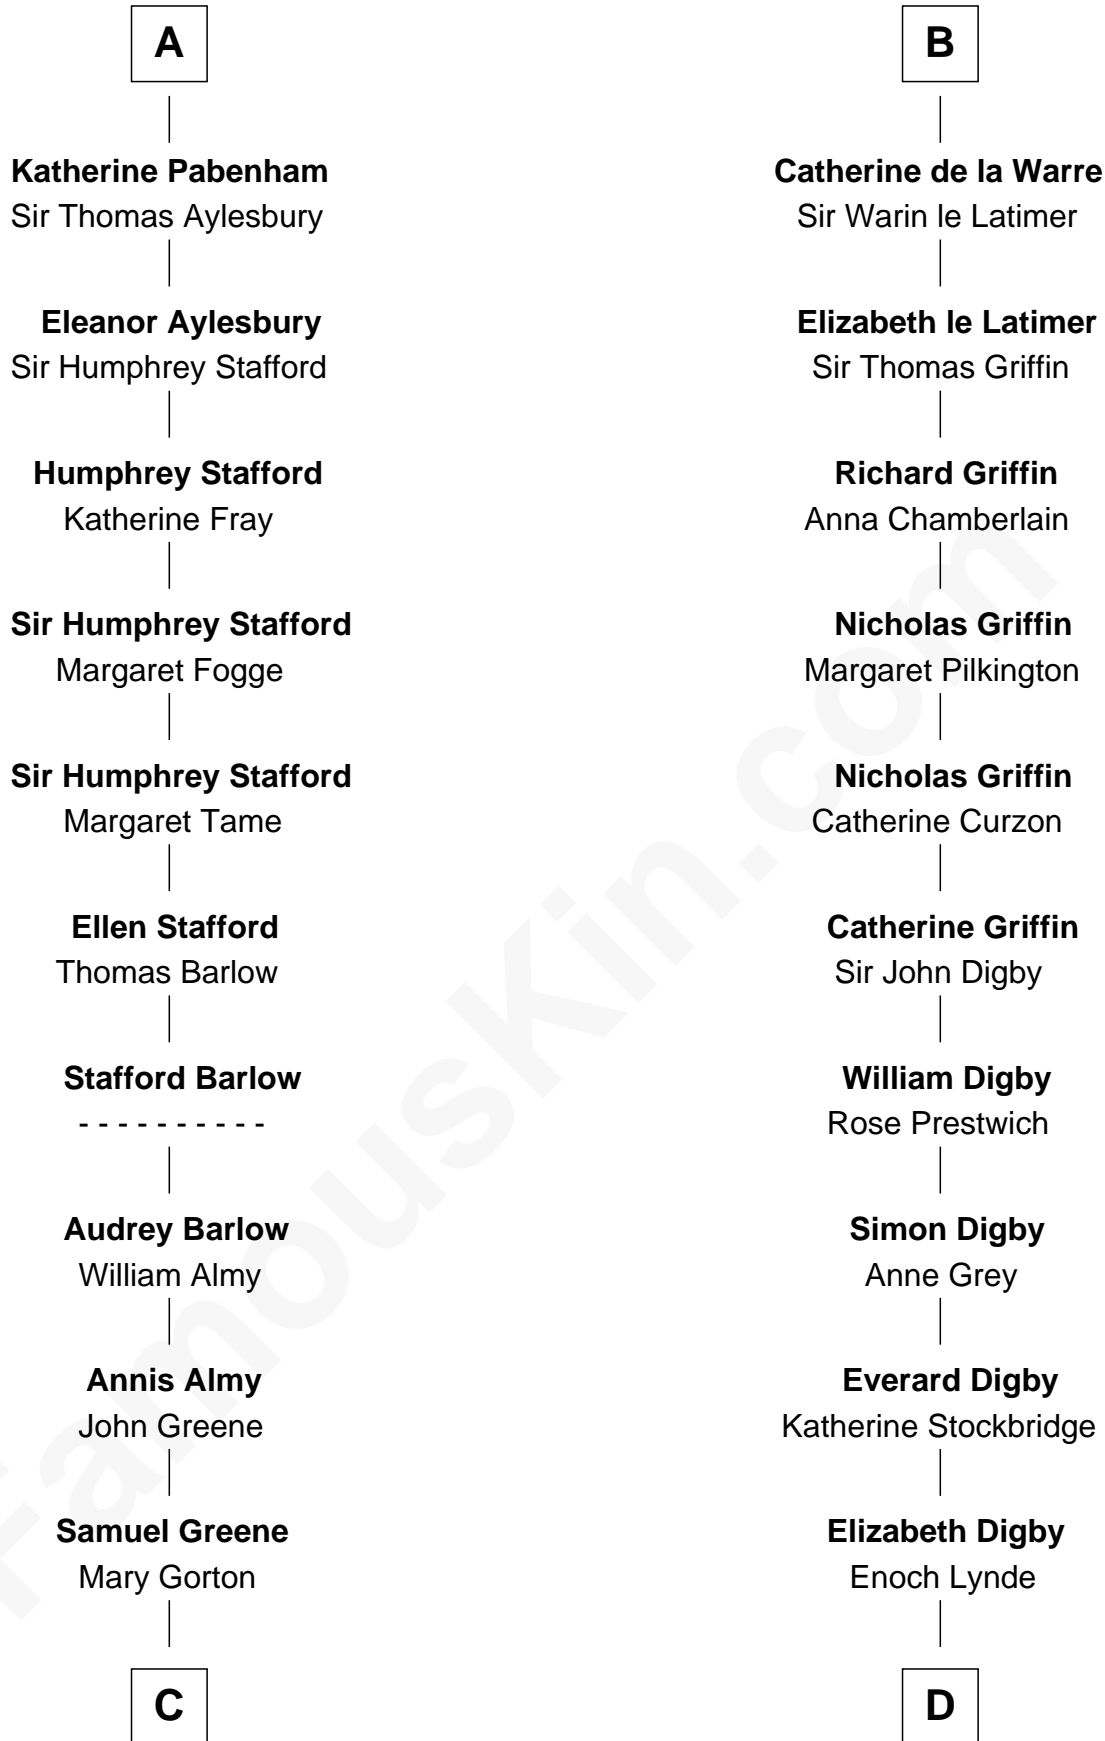 A
Katherine Pabenham
Sir Thomas Aylesbury
Eleanor Aylesbury
Sir Humphrey Stafford
Humphrey Stafford
Katherine Fray
Sir Humphrey Stafford
Margaret Fogge
Sir Humphrey Stafford
Margaret Tame
Ellen Stafford
Thomas Barlow
Stafford Barlow
- - - - - - - - - -
Audrey Barlow
William Almy
Annis Almy
John Greene
Samuel Greene
Mary Gorton
C
B
Catherine de la Warre
Sir Warin le Latimer
Elizabeth le Latimer
Sir Thomas Griffin
Richard Griffin
Anna Chamberlain
Nicholas Griffin
Margaret Pilkington
Nicholas Griffin
Catherine Curzon
Catherine Griffin
Sir John Digby
William Digby
Rose Prestwich
Simon Digby
Anne Grey
Everard Digby
Katherine Stockbridge
Elizabeth Digby
Enoch Lynde
D
FamousKin.com